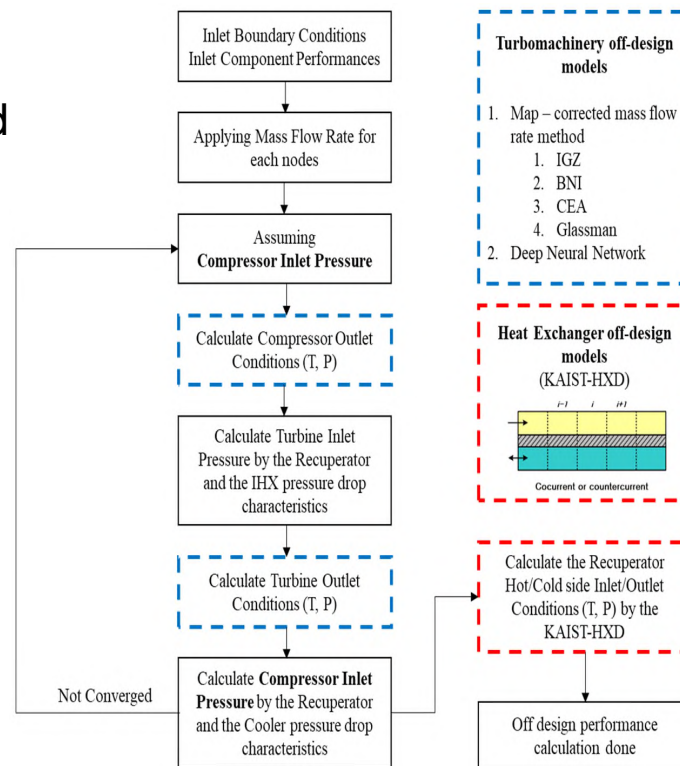 d
Inlet Boundary Conditions
Inlet Component Performances
Applying Mass Flow Rate for
each nodes
Assuming
Compressor Inlet Pressure
Calculate Compressor Outlet
Conditions (T, P)
Calculate Turbine Inlet
Pressure by the Recuperator
and the IHX pressure drop
characteristics
Calculate Turbine Outlet
Conditions (T, P)
Not Converged
Calculate Compressor Inlet
Pressure by the Recuperator
and the Cooler pressure drop
characteristics
Turbomachinery off-design
models
1. Map – corrected mass flow
rate method
1. IGZ
2. BNI
3. CEA
4. Glassman
2. Deep Neural Network
Heat Exchanger off-design
models
(KAIST-HXD)
i-1 i i+1
Cocurrent or countercurrent
Calculate the Recuperator
Hot/Cold side Inlet/Outlet
Conditions (T, P) by the
KAIST-HXD
Off design performance
calculation done